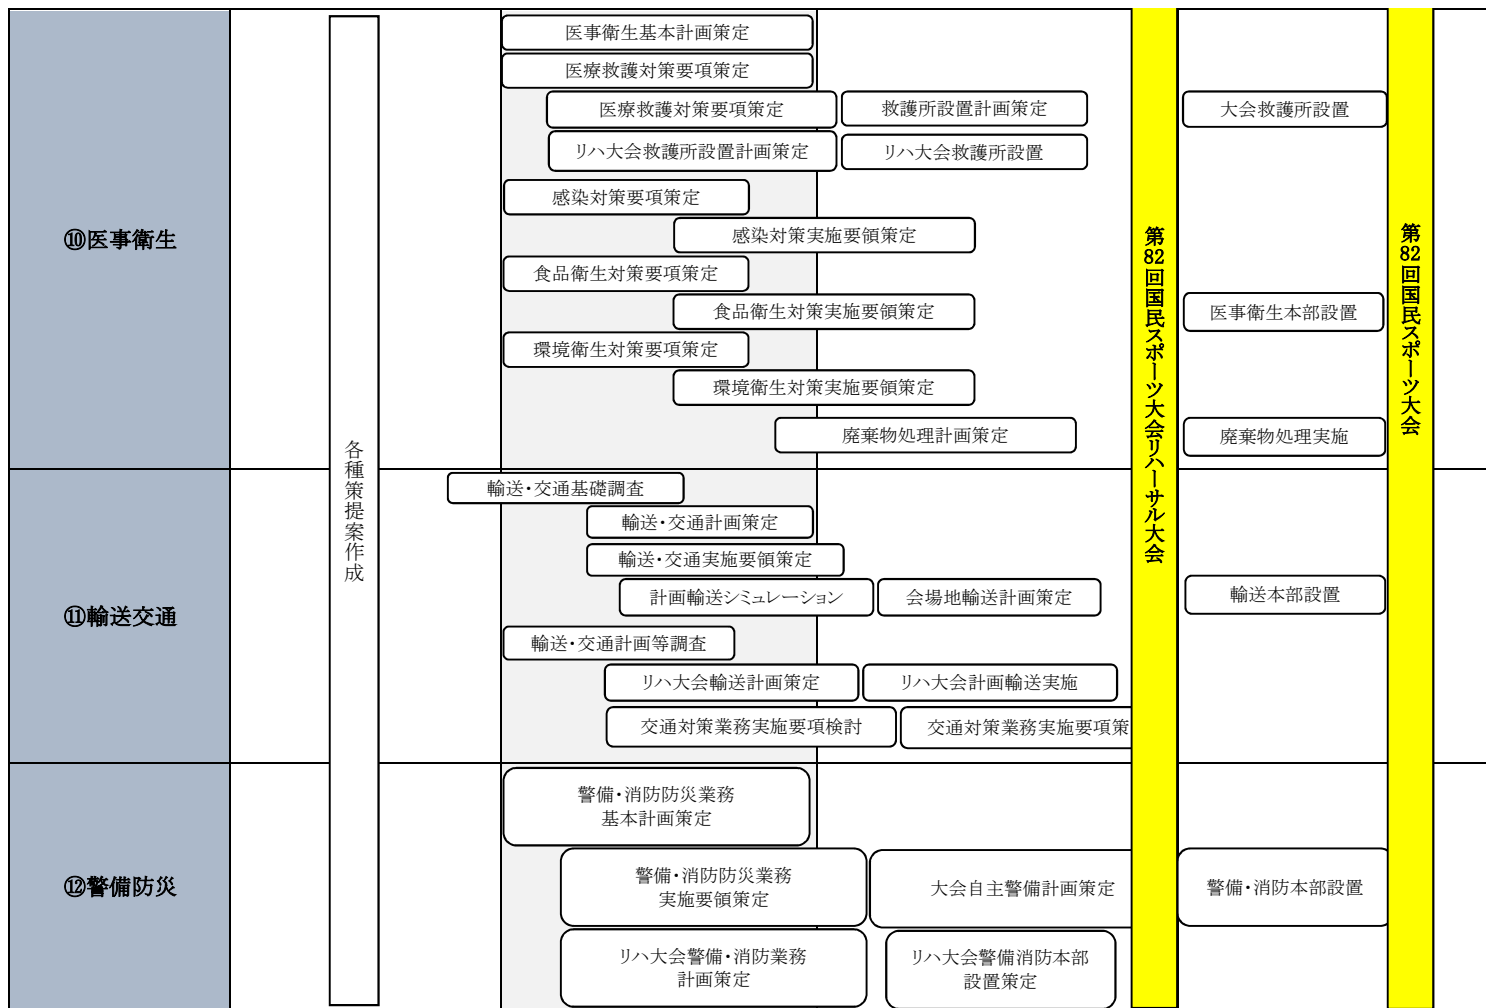 ⑩医事衛生
各種策提案作成
医事衛生基本計画策定
医療救護対策要項策定
医療救護対策要項策定
救護所設置計画策定
大会救護所設置
リハ大会救護所設置計画策定
リハ大会救護所設置
感染対策要項策定
感染対策実施要領策定
食品衛生対策要項策定
食品衛生対策実施要領策定
医事衛生本部設置
環境衛生対策要項策定
環境衛生対策実施要領策定
廃棄物処理計画策定
廃棄物処理実施
第82回国民スポーツ大会リハーサル大会
第82回国民スポーツ大会
⑪輸送交通
輸送・交通基礎調査
輸送・交通計画策定
輸送・交通実施要領策定
計画輸送シミュレーション
会場地輸送計画策定
輸送本部設置
輸送・交通計画等調査
リハ大会輸送計画策定
リハ大会計画輸送実施
交通対策業務実施要項検討
交通対策業務実施要項策
⑫警備防災
警備・消防防災業務
基本計画策定
警備・消防防災業務
実施要領策定
大会自主警備計画策定
警備・消防本部設置
リハ大会警備・消防業務
計画策定
リハ大会警備消防本部
設置策定